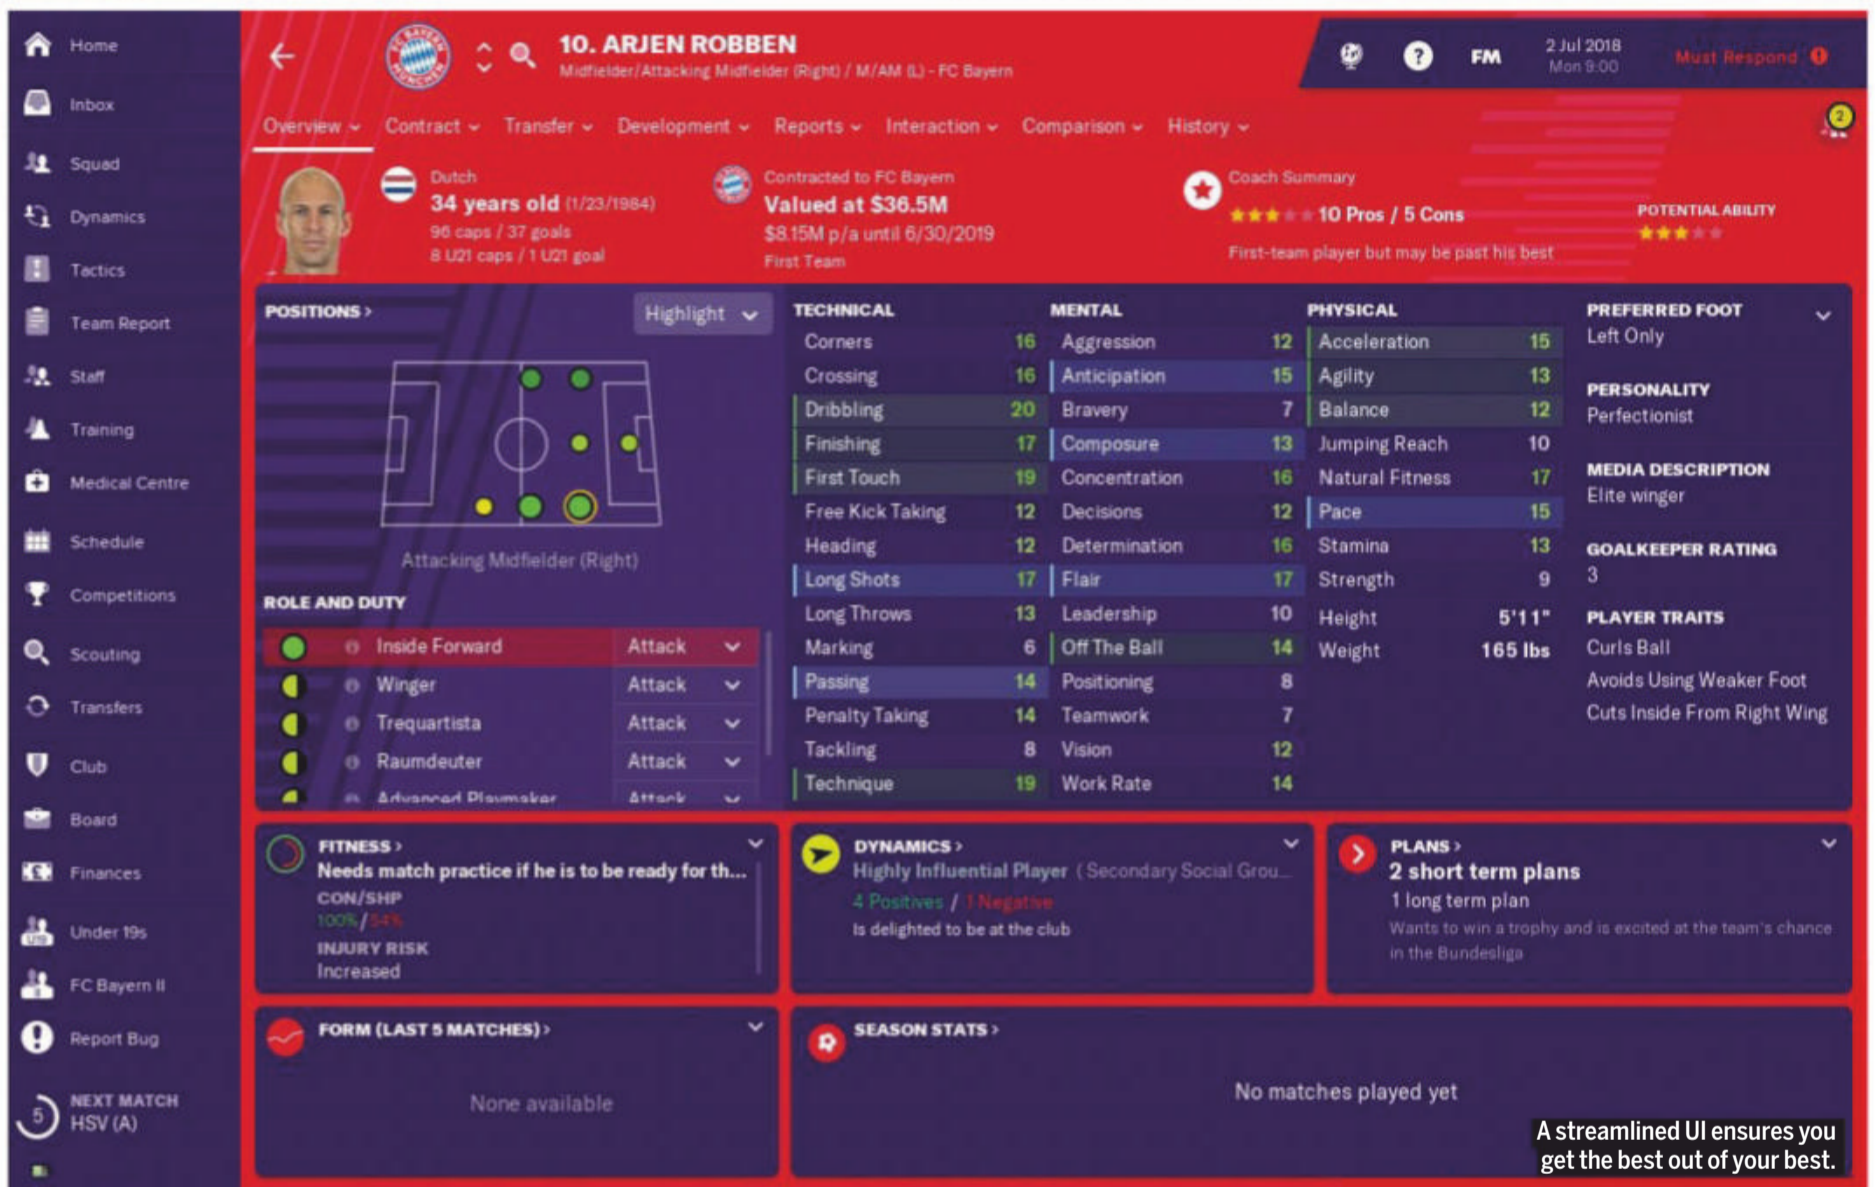 Home
Inbox
Squad
Dynamics
Tactics
Team Report
Staff
Training
Medical Centre
Schedule
Competitions
Scouting
Transfers
Club
Board
Finances
Under 19s
FC Bayern II
Report Bug
NEXT MATCH
5 HSV (A)
10. ARJEN ROBBEN
Midfielder/Attacking Midfielder (Right) / M/AM (L) - FC Bayern
? FM
2 Jul 2018
Mon 9:00
Must Respond
Overview Contract Transfer Development Reports Interaction Comparison History
2
Dutch
34 years old (1/23/1984)
96 caps / 37 goals
8 U21 caps / 1 U21 goal
Contracted to FC Bayern
Valued at $36.5M
$8.15M p/a until 6/30/2019
First Team
Coach Summary
10 Pros / 5 Cons
First-team player but may be past his best
POTENTIAL ABILITY
POSITIONS >
Highlight
Attacking Midfielder (Right)
ROLE AND DUTY
Inside Forward Attack
Winger Attack
Trequartista Attack
Raumdeuter Attack
Advanced Playmaker Attack
TECHNICAL
Corners 16
Crossing 16
Dribbling 20
Finishing 17
First Touch 19
Free Kick Taking 12
Heading 12
Long Shots 17
Long Throws 13
Marking 6
Passing 14
Penalty Taking 14
Tackling 8
Technique 19
MENTAL
Aggression 12
Anticipation 15
Bravery 7
Composure 13
Concentration 16
Decisions 12
Determination 16
Flair 17
Leadership 10
Off The Ball 14
Positioning 8
Teamwork 7
Vision 12
Work Rate 14
PHYSICAL
Acceleration 15
Agility 13
Balance 12
Jumping Reach 10
Natural Fitness 17
Pace 15
Stamina 13
Strength 9
Height 5'11"
Weight 165 lbs
PREFERRED FOOT
Left Only
PERSONALITY
Perfectionist
MEDIA DESCRIPTION
Elite winger
GOALKEEPER RATING
3
PLAYER TRAITS
Curls Ball
Avoids Using Weaker Foot
Cuts Inside From Right Wing
FITNESS >
Needs match practice if he is to be ready for th...
CON/SHP
100% / 54%
INJURY RISK
Increased
DYNAMICS >
Highly Influential Player (Secondary Social Grou...
4 Positives / 1 Negative
Is delighted to be at the club
PLANS >
2 short term plans
1 long term plan
Wants to win a trophy and is excited at the team's chance
in the Bundesliga
FORM (LAST 5 MATCHES) >
None available
SEASON STATS >
No matches played yet
A streamlined UI ensures you
get the best out of your best.